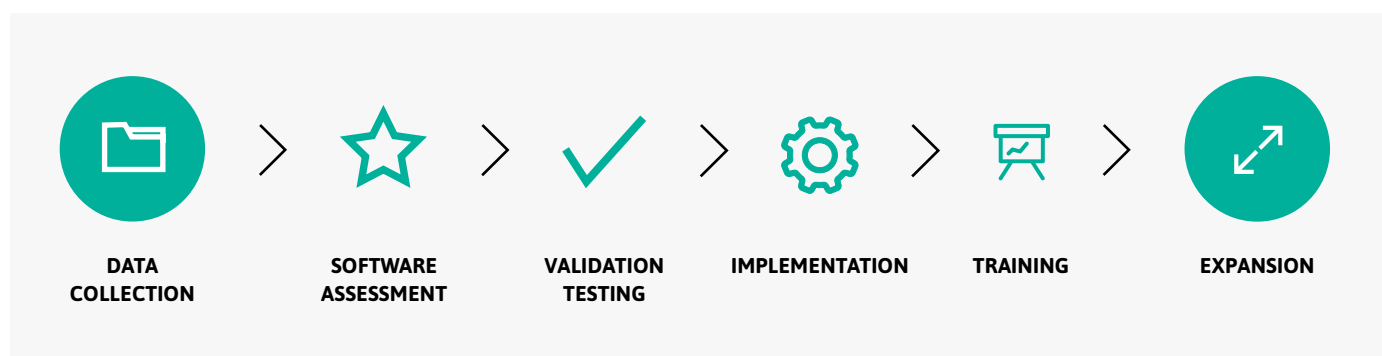 DATA
COLLECTION
SOFTWARE
ASSESSMENT
VALIDATION
TESTING
IMPLEMENTATION
TRAINING
EXPANSION